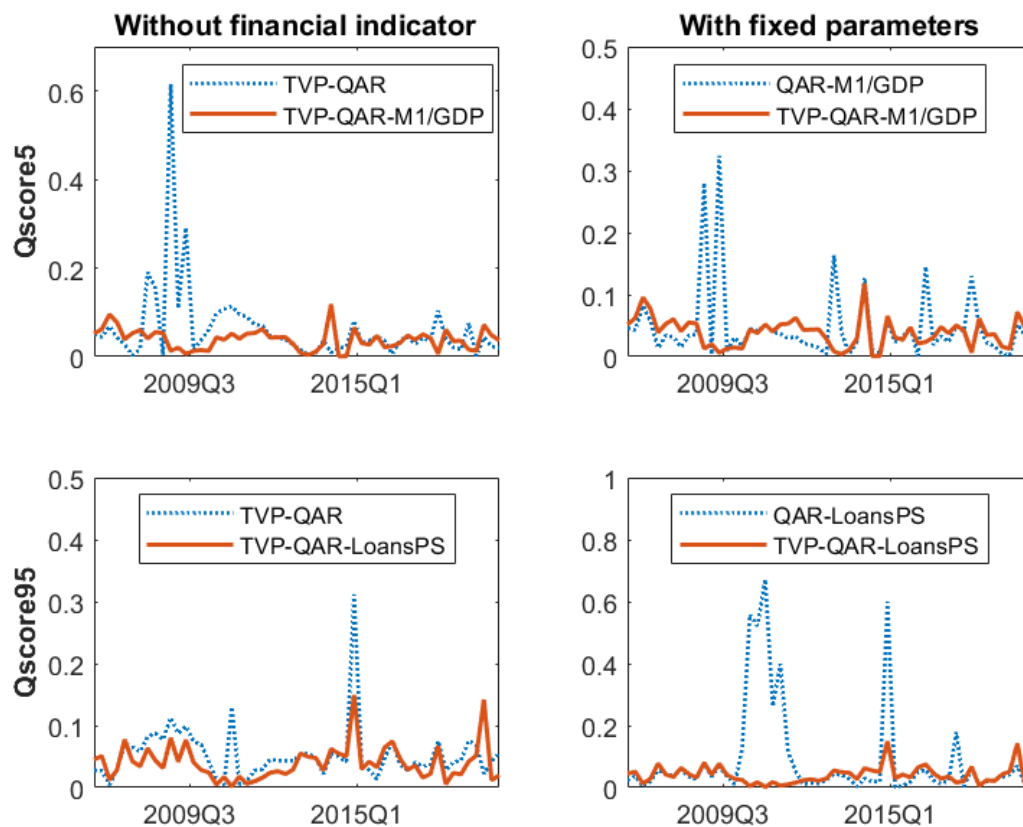 Without financial indicator
With fixed parameters
Qscore5
0.6
0.4
0.2
0
TVP-QAR
TVP-QAR-M1/GDP
2009Q3
2015Q1
0.5
0.4
0.3
0.2
0.1
0
QAR-M1/GDP
TVP-QAR-M1/GDP
2009Q3
2015Q1
Qscore95
0.5
0.4
0.3
0.2
0.1
0
TVP-QAR
TVP-QAR-LoansPS
2009Q3
2015Q1
1
0.8
0.6
0.4
0.2
0
QAR-LoansPS
TVP-QAR-LoansPS
2009Q3
2015Q1